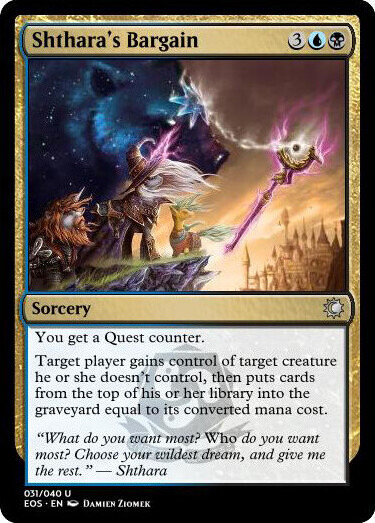 Shthara's Bargain 3
Sorcery
You get a Quest counter.
Target player gains control of target creature
he or she doesn't control, then puts cards
from the top of his or her library into the
graveyard equal to its converted mana cost.
"What do you want most? Who do you want
most? Choose your wildest dream, and give me
the rest." — Shthara
031/040 U
EOS • EN Damien Ziomek